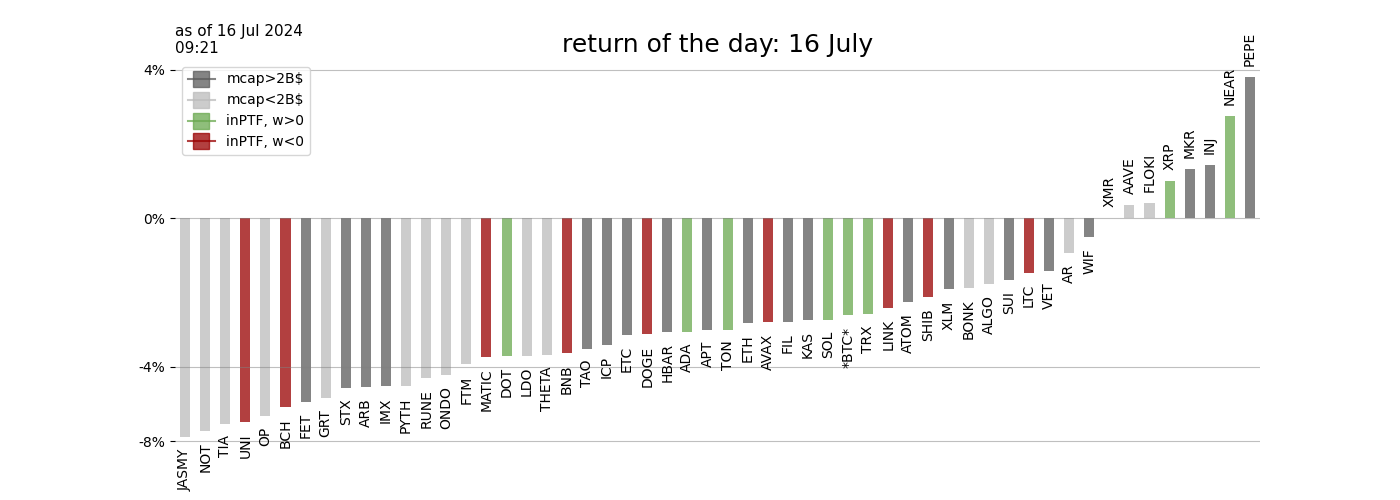 as of 16 Jul 2024
09:21
return of the day: 16 July
4%
0%
-4%
-8%
mcap>2B$
mcap<2B$
inPTF, w>0
inPTF, w<0
JASMY
NOT
TIA
UNI
OP
BCH
FET
GRT
STX
ARB
IMX
PYTH
RUNE
ONDO
FTM
MATIC
DOT
LDO
THETA
BNB
TAO
ICP
ETC
DOGE
HBAR
ADA
APT
TON
ETH
AVAX
FIL
KAS
SOL
*BTC*
TRX
LINK
ATOM
SHIB
XLM
BONK
ALGO
SUI
LTC
VET
AR
WIF
XMR
AAVE
FLOKI
XRP
MKR
INJ
NEAR
PEPE